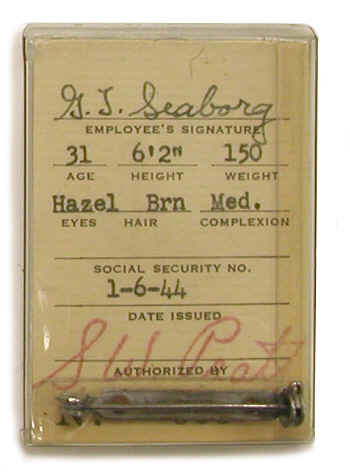 G. T. Seaborg
EMPLOYEE'S SIGNATURE
31 6'2" 150
AGE HEIGHT WEIGHT
Hazel Brn Med.
EYES HAIR COMPLEXION
SOCIAL SECURITY NO.
1-6-44
DATE ISSUED
S W Pratt
AUTHORIZED BY